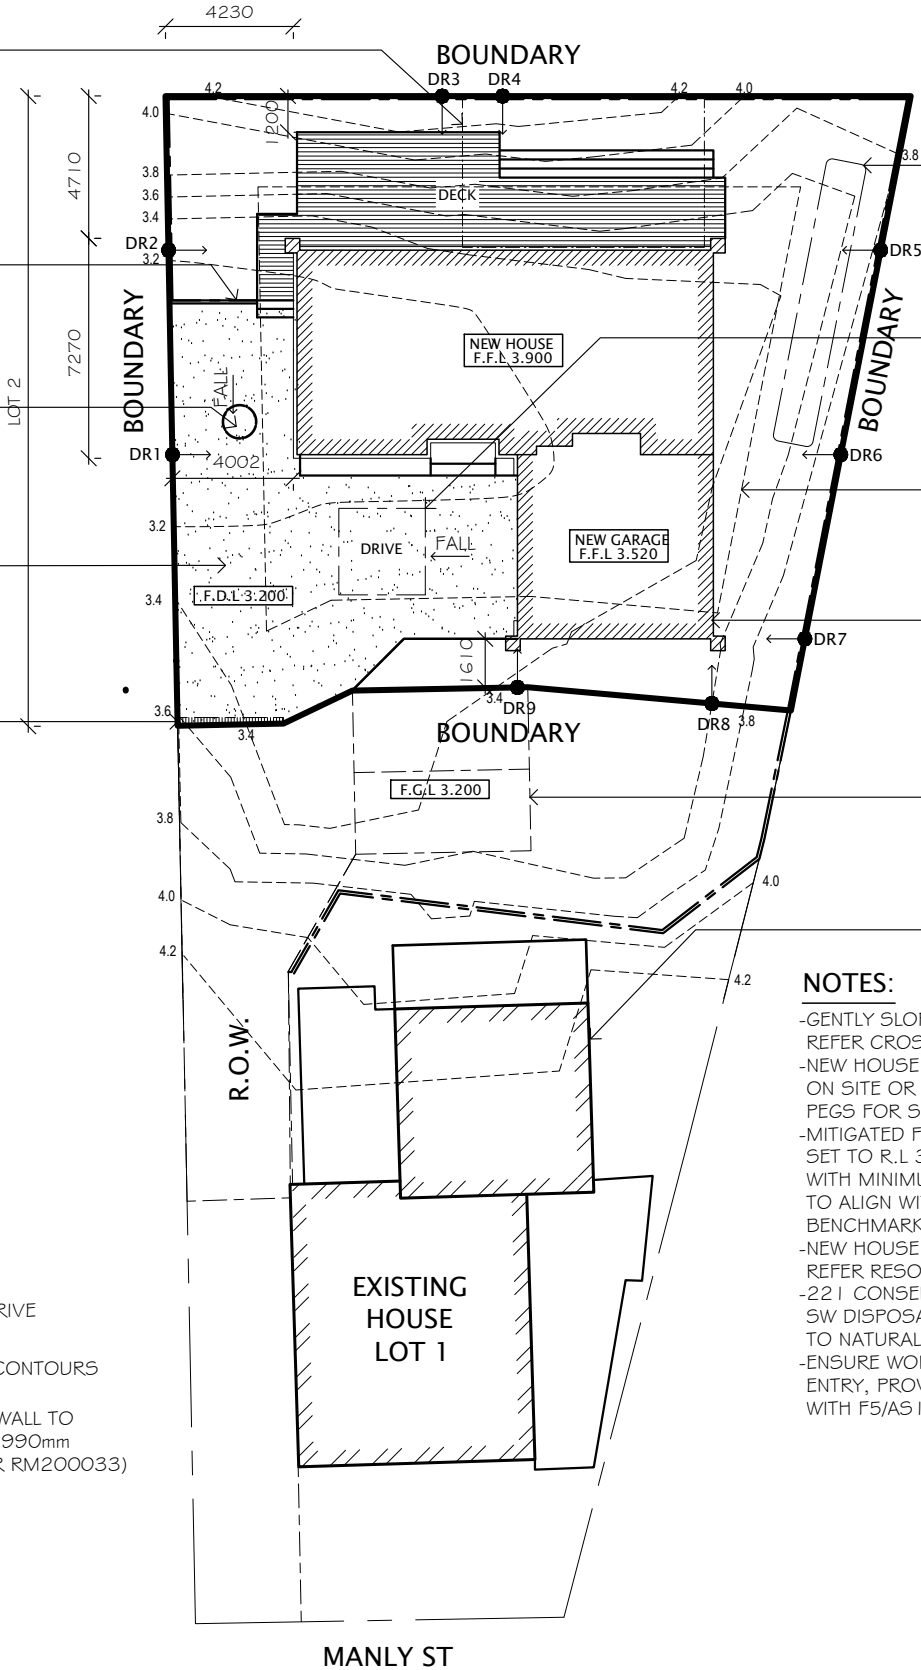 4230
BOUNDARY
DR3
DR4
4.2
4.2
4.0
4.0
1200
3.8
4710
3.8
3.6
DECK
3.4
DR2
DR5
3.2
BOUNDARY
BOUNDARY
7270
NEW HOUSE
F.F.L 3.900
LOT 2
FALL
DR1
4002
DR6
3.2
DRIVE
FALL
NEW GARAGE
F.F.L 3.520
F.D.L 3.200
3.4
DR7
1610
3.4
DR9
3.6
3.4
BOUNDARY
DR8
3.8
F.G.L 3.200
3.8
4.0
4.0
4.2
4.2
R.O.W.
NOTES:
-GENTLY SLO
REFER CROS
-NEW HOUSE
ON SITE OR
PEGS FOR S
-MITIGATED F
SET TO R.L 3
WITH MINIMU
TO ALIGN WI
BENCHMARK
-NEW HOUSE
REFER RESO
-221 CONSE
SW DISPOSA
TO NATURAL
-ENSURE WO
ENTRY, PROV
WITH F5/AS
EXISTING
HOUSE
LOT 1
RIVE
CONTOURS
WALL TO
990mm
R RM200033)
MANLY ST